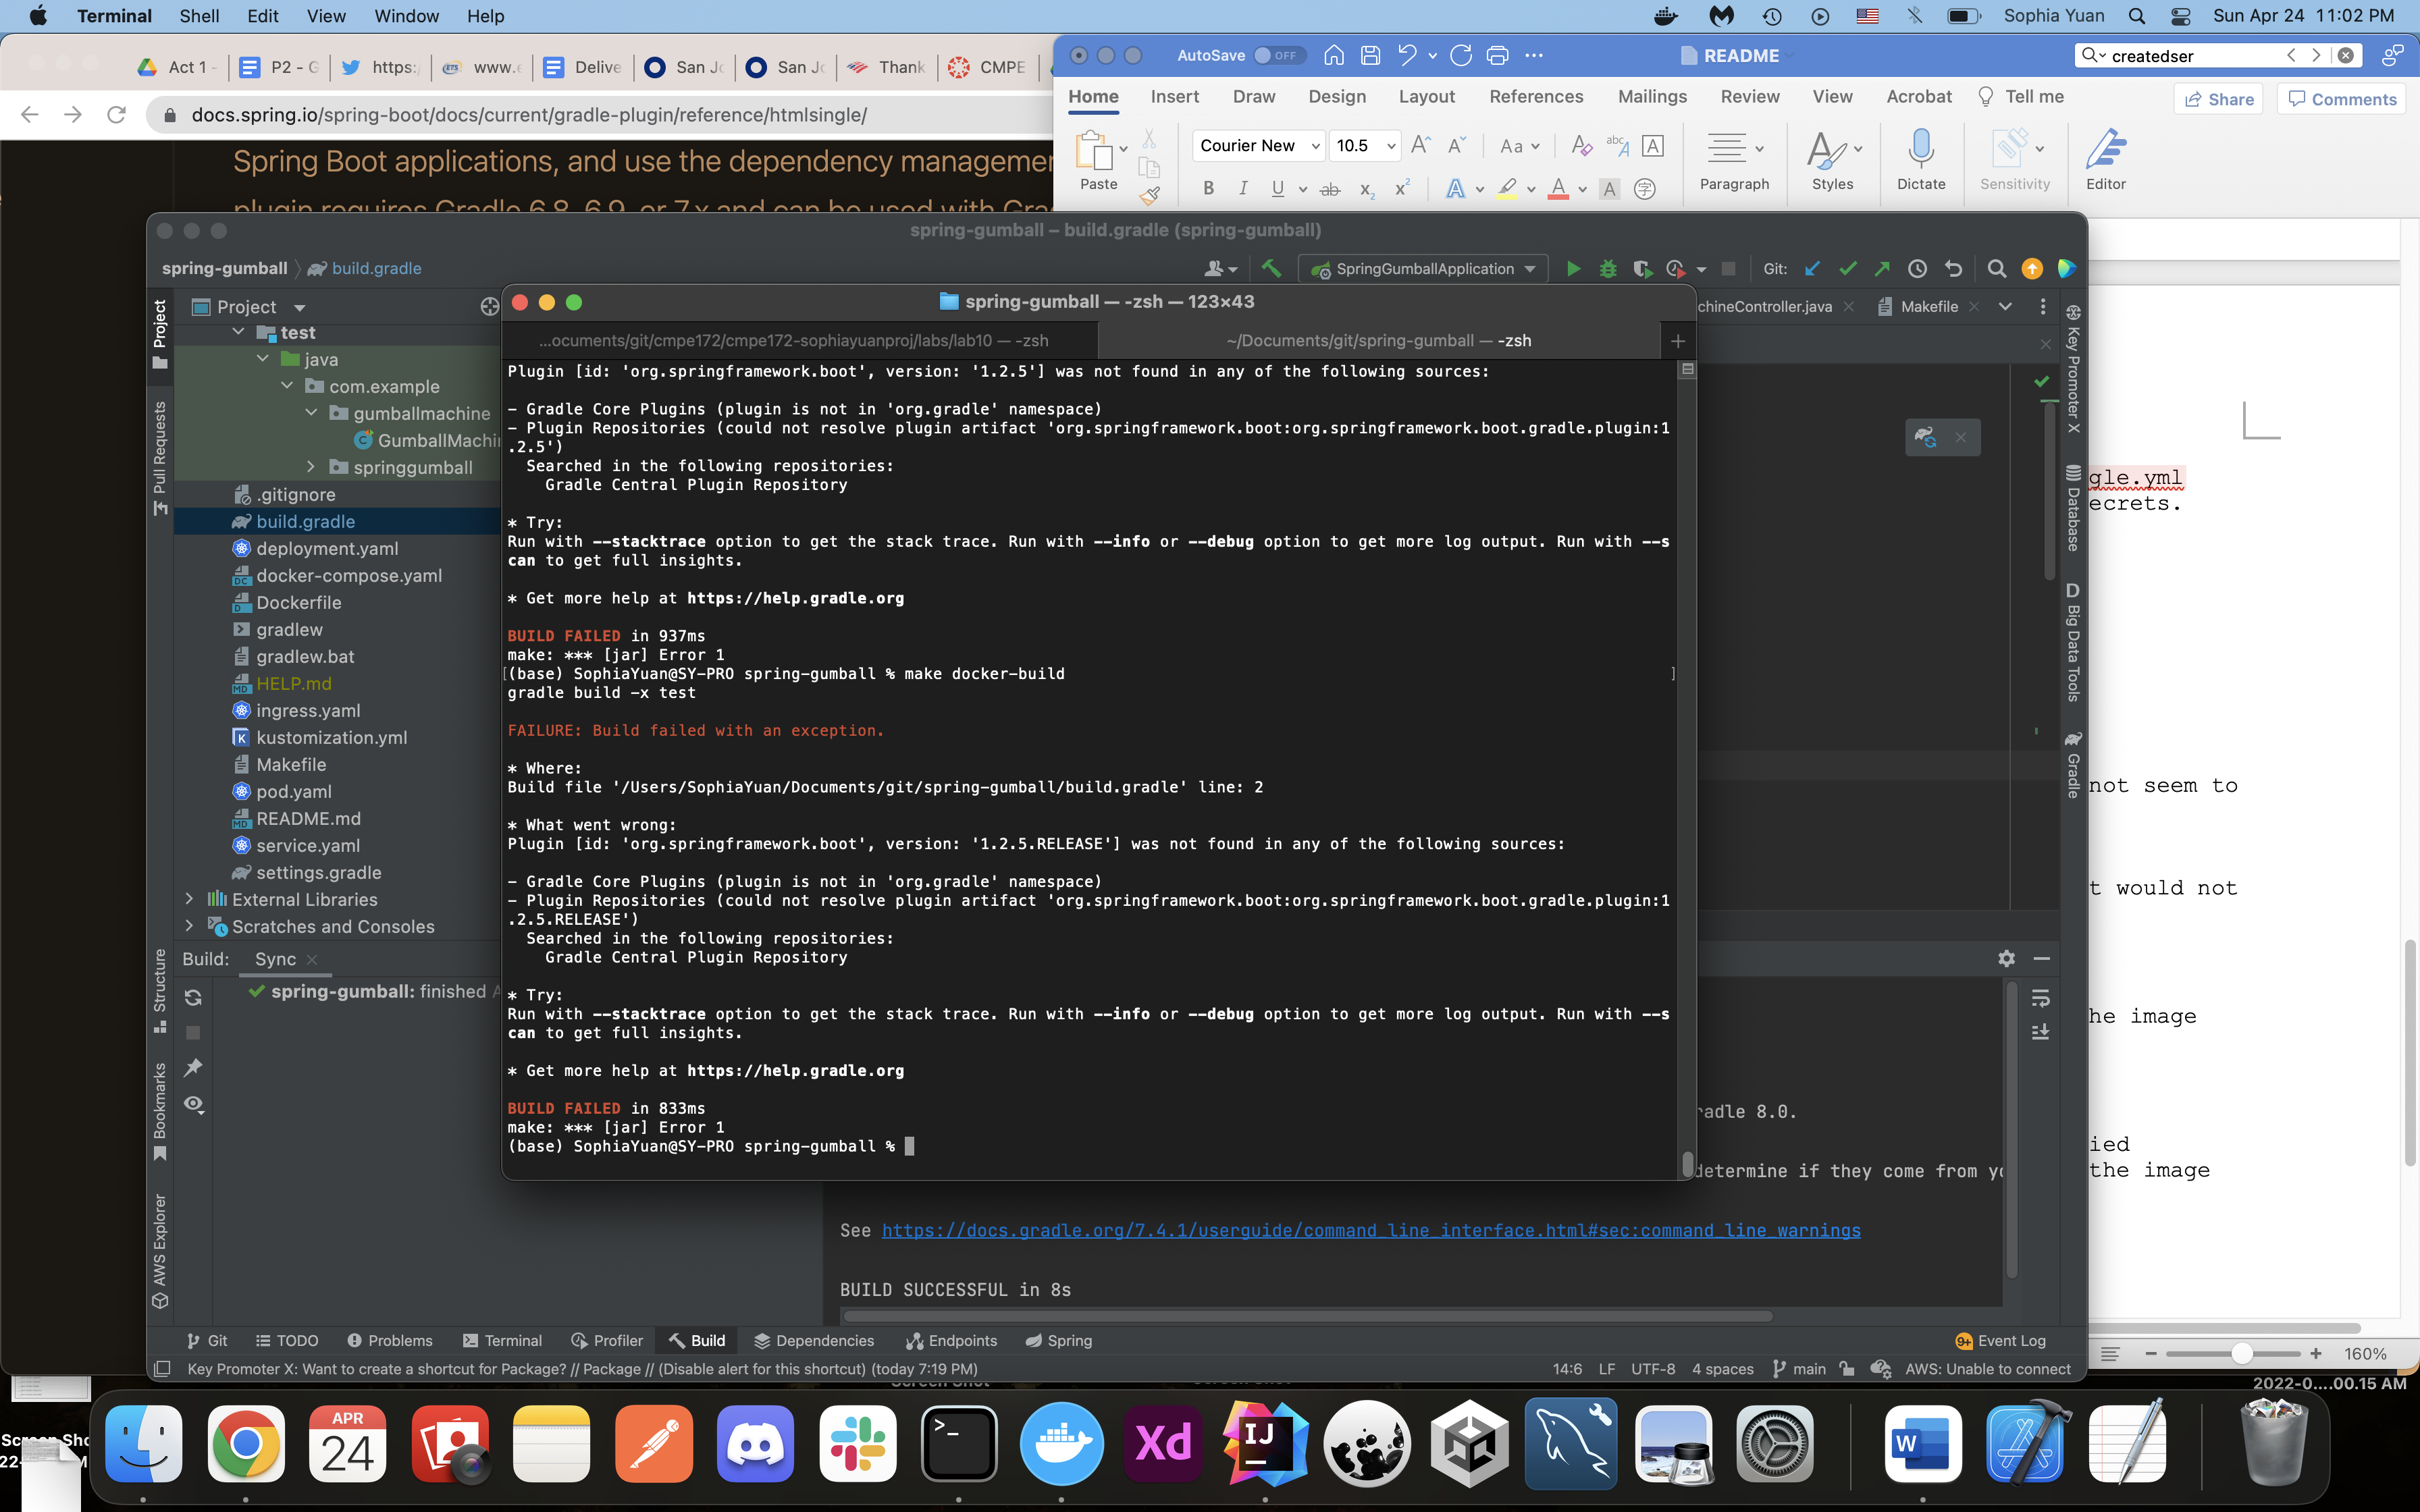 Terminal Shell Edit View Window Help
Sophia Yuan Sun Apr 24 11:02 PM
Act 1 - P2 - G https: www.e Delive San Jo San Jo Thank CMPE
docs.spring.io/spring-boot/docs/current/gradle-plugin/reference/htmlsingle/
Spring Boot applications, and use the dependency managemen
plugin requires Gradle 6.8, 6.9, or 7.x and can be used with Gra
AutoSave OFF README createdser
Home Insert Draw Design Layout References Mailings Review View Acrobat Tell me Share Comments
Courier New 10.5
Paste Paragraph Styles Dictate Sensitivity Editor
gle.yml
ecrets.
not seem to
t would not
he image
ied
the image
160%
spring-gumball – build.gradle (spring-gumball)
spring-gumball build.gradle SpringGumballApplication Git:
Project
chineController.java Makefile
Project
Pull Requests
Structure
Bookmarks
AWS Explorer
test
java
com.example
gumballmachine
GumballMachi
springgumball
.gitignore
build.gradle
deployment.yaml
docker-compose.yaml
Dockerfile
gradlew
gradlew.bat
HELP.md
ingress.yaml
kustomization.yml
Makefile
pod.yaml
README.md
service.yaml
settings.gradle
External Libraries
Scratches and Consoles
Build: Sync
spring-gumball: finished A
Key Promoter X
Database
Big Data Tools
Gradle
spring-gumball — -zsh — 123×43
...ocuments/git/cmpe172/cmpe172-sophiayuanproj/labs/lab10 — -zsh
~/Documents/git/spring-gumball — -zsh
Plugin [id: 'org.springframework.boot', version: '1.2.5'] was not found in any of the following sources:
- Gradle Core Plugins (plugin is not in 'org.gradle' namespace)
- Plugin Repositories (could not resolve plugin artifact 'org.springframework.boot:org.springframework.boot.gradle.plugin:1
.2.5')
Searched in the following repositories:
Gradle Central Plugin Repository
* Try:
Run with --stacktrace option to get the stack trace. Run with --info or --debug option to get more log output. Run with --s
can to get full insights.
* Get more help at https://help.gradle.org
BUILD FAILED in 937ms
make: *** [jar] Error 1
[(base) SophiaYuan@SY-PRO spring-gumball % make docker-build ]
gradle build -x test
FAILURE: Build failed with an exception.
* Where:
Build file '/Users/SophiaYuan/Documents/git/spring-gumball/build.gradle' line: 2
* What went wrong:
Plugin [id: 'org.springframework.boot', version: '1.2.5.RELEASE'] was not found in any of the following sources:
- Gradle Core Plugins (plugin is not in 'org.gradle' namespace)
- Plugin Repositories (could not resolve plugin artifact 'org.springframework.boot:org.springframework.boot.gradle.plugin:1
.2.5.RELEASE')
Searched in the following repositories:
Gradle Central Plugin Repository
* Try:
Run with --stacktrace option to get the stack trace. Run with --info or --debug option to get more log output. Run with --s
can to get full insights.
* Get more help at https://help.gradle.org
BUILD FAILED in 833ms
make: *** [jar] Error 1
(base) SophiaYuan@SY-PRO spring-gumball %
radle 8.0.
determine if they come from yo
See https://docs.gradle.org/7.4.1/userguide/command_line_interface.html#sec:command_line_warnings
BUILD SUCCESSFUL in 8s
Git TODO Problems Terminal Profiler Build Dependencies Endpoints Spring 9+ Event Log
Key Promoter X: Want to create a shortcut for Package? // Package // (Disable alert for this shortcut) (today 7:19 PM) 14:6 LF UTF-8 4 spaces main AWS: Unable to connect
2022-0....00.15 AM
APR
24
Xd
IJ
W